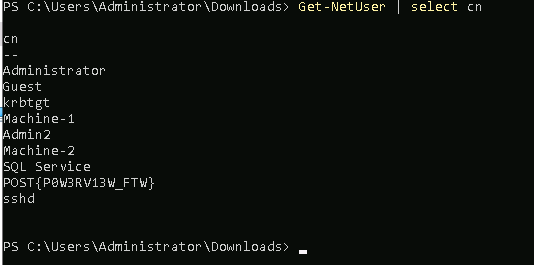 PS C:\Users\Administrator\Downloads> Get-NetUser | select cn
cn
--
Administrator
Guest
krbtgt
Machine-1
Admin2
Machine-2
SQL Service
POST{P0W3RV13W_FTW}
sshd
PS C:\Users\Administrator\Downloads>